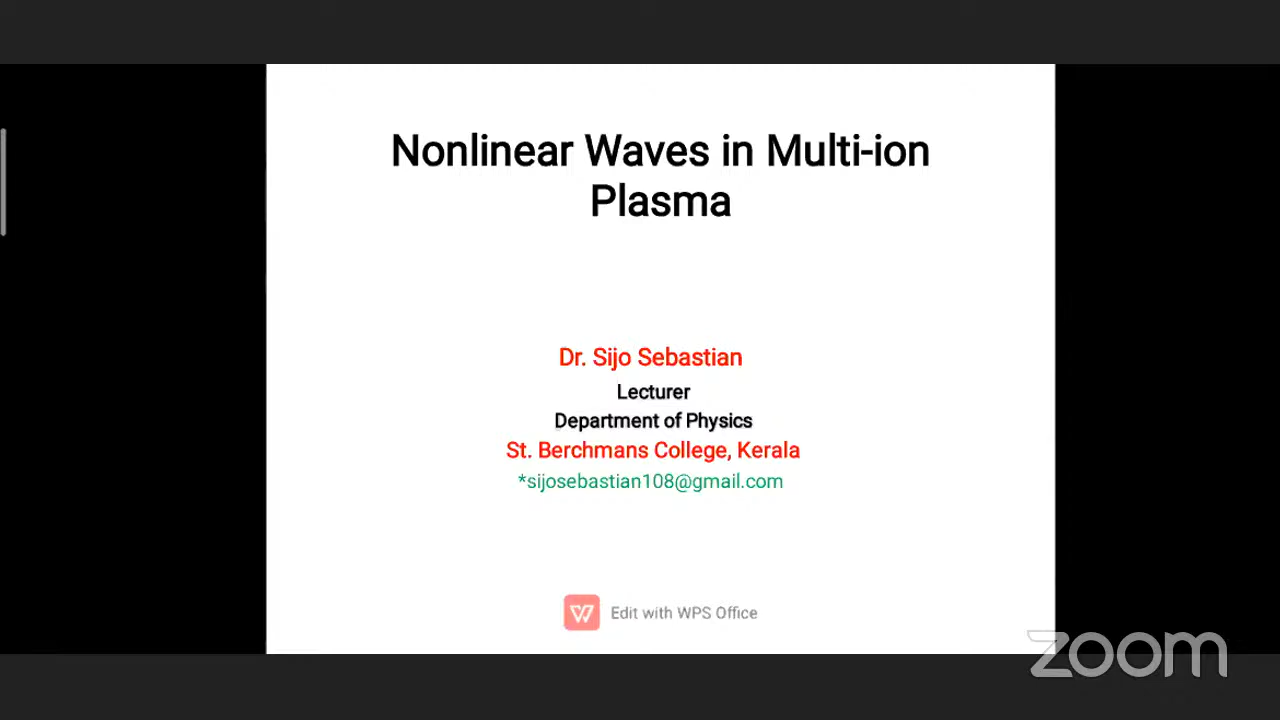 Nonlinear Waves in Multi-ion
Plasma
Dr. Sijo Sebastian
Lecturer
Department of Physics
St. Berchmans College, Kerala
*sijosebastian108@gmail.com
Edit with WPS Office
zoom